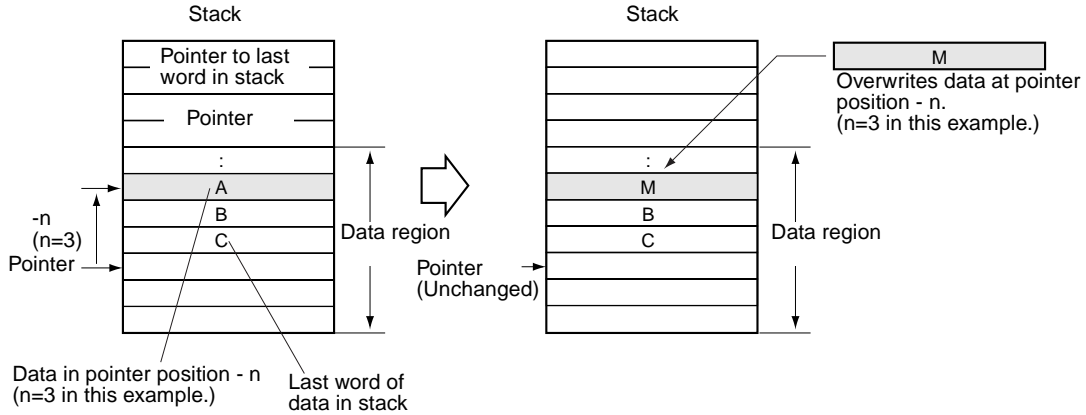 Stack
Pointer to last
word in stack
Pointer
:
A
B
C
-n
(n=3)
Pointer
Data region
Data in pointer position - n
(n=3 in this example.)
Last word of
data in stack
Stack
:
M
B
C
Pointer
(Unchanged)
Data region
M
Overwrites data at pointer
position - n.
(n=3 in this example.)